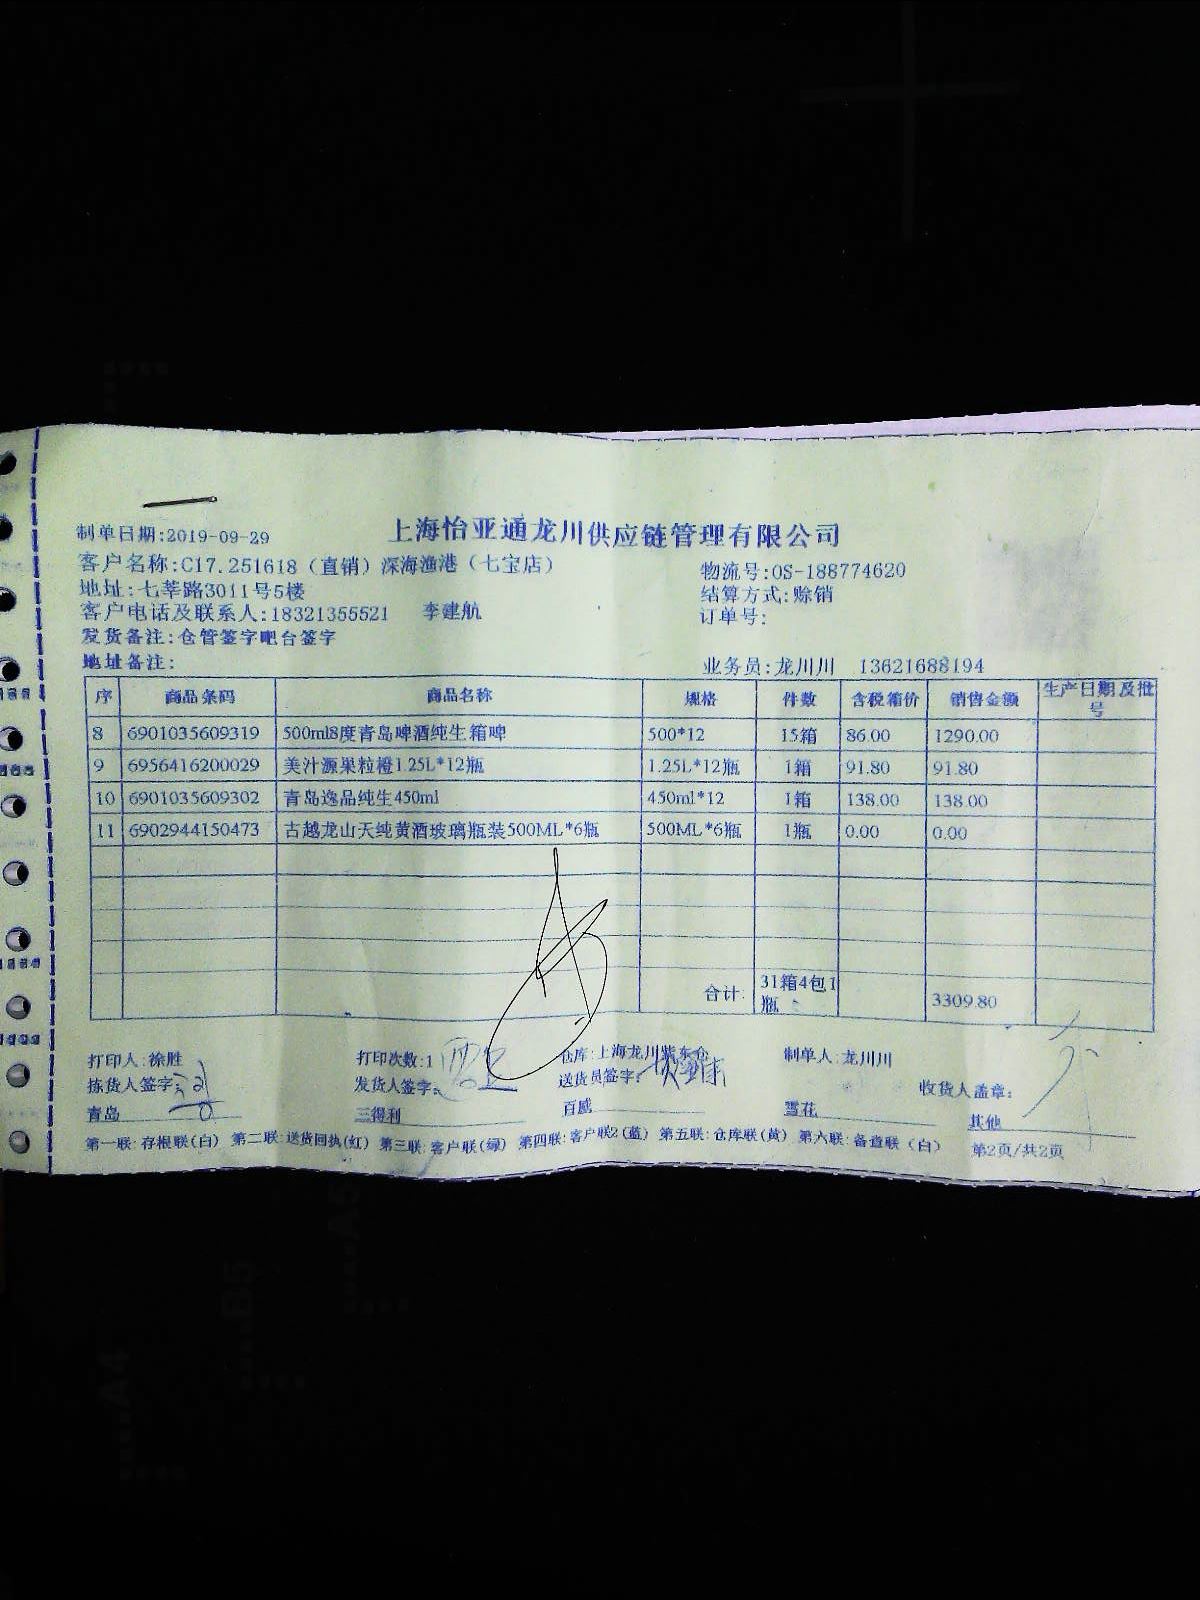 上海怡亚通龙川供应链管理有限公司
制单日期:2019-09-29
客户名称:C17.251618（直销）深海渔港（七宝店）
物流号:OS-188774620
地址:七莘路3011号5楼
结算方式:赊销
客户电话及联系人:18321355521 李建航
订单号:
发货备注:仓管签字吧台签字
地址备注:
业务员:龙川川 13621688194
序 商品条码 商品名称 规格 件数 含税箱价 销售金额 生产日期及批号
8 6901035609319 500ml8度青岛啤酒纯生箱啤 500*12 15箱 86.00 1290.00
9 6956416200029 美汁源果粒橙1.25L*12瓶 1.25L*12瓶 1箱 91.80 91.80
10 6901035609302 青岛逸品纯生450ml 450ml*12 1箱 138.00 138.00
11 6902944150473 古越龙山天纯黄酒玻璃瓶装500ML*6瓶 500ML*6瓶 1瓶 0.00 0.00
合计: 31箱4包1瓶 3309.80
打印人:徐胜 打印次数:1 仓库:上海龙川紫东仓 制单人:龙川川
拣货人签字: 发货人签字: 送货员签字: 收货人盖章:
青岛 三得利 百威 雪花 其他
第一联:存根联(白) 第二联:送货回执(红) 第三联:客户联(绿) 第四联:客户联2(蓝) 第五联:仓库联(黄) 第六联:备查联(白) 第2页/共2页